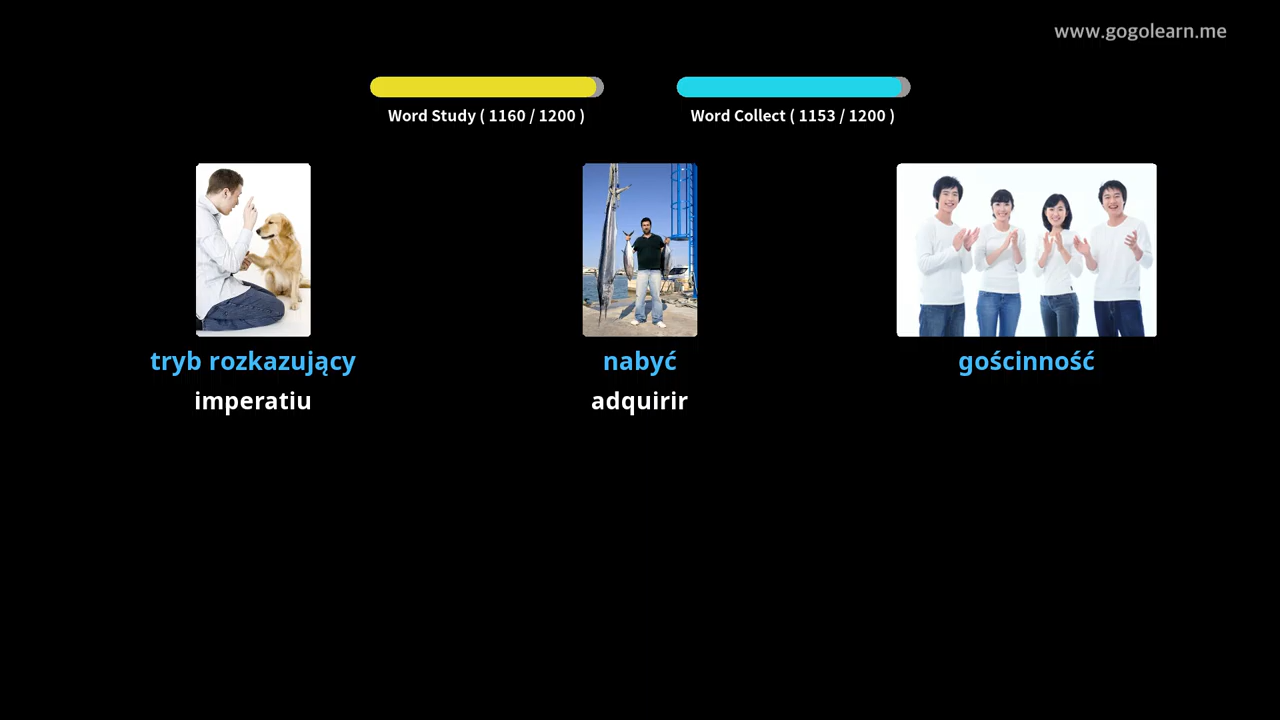 www.gogolearn.me
Word Study ( 1160 / 1200 )
Word Collect ( 1153 / 1200 )
tryb rozkazujący
imperatiu
nabyć
adquirir
gościnność